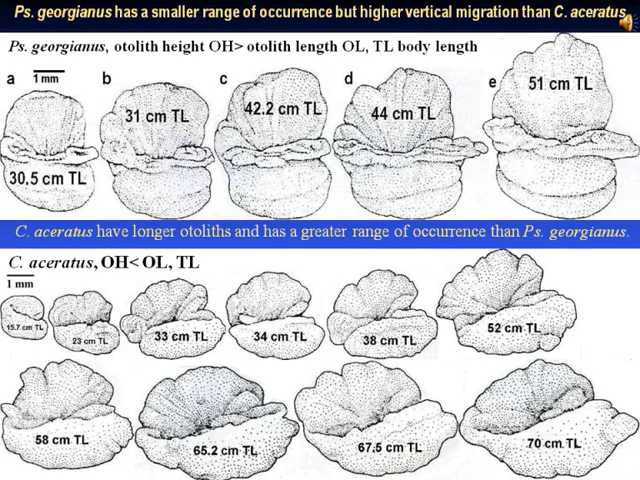 Ps. georgianus has a smaller range of occurrence but higher vertical migration than C. aceratus.
Ps. georgianus, otolith height OH> otolith length OL, TL body length
a 1 mm b c d e
31 cm TL 42.2 cm TL 44 cm TL 51 cm TL
30.5 cm TL
C. aceratus have longer otoliths and has a greater range of occurrence than Ps. georgianus.
C. aceratus, OH< OL, TL
1 mm
15.7 cm TL 23 cm TL 33 cm TL 34 cm TL 38 cm TL 52 cm TL
58 cm TL 65.2 cm TL 67.5 cm TL 70 cm TL